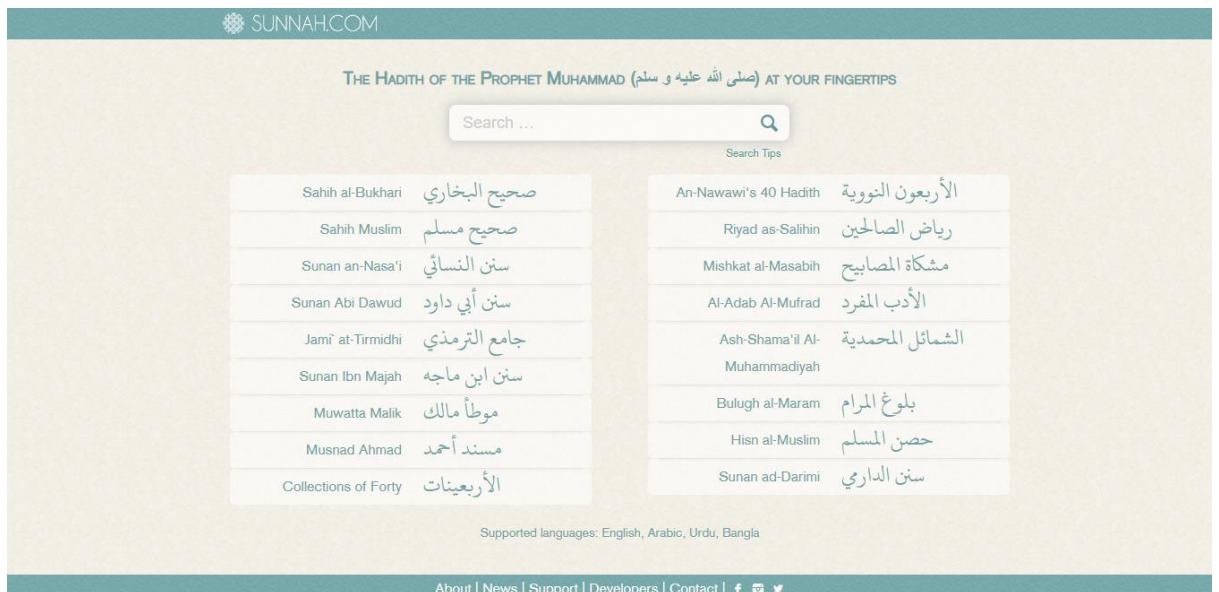 SUNNAH.COM
THE HADITH OF THE PROPHET MUHAMMAD (صلى الله عليه و سلم) AT YOUR FINGERTIPS
Search ...
Search Tips
Sahih al-Bukhari صحيح البخاري
Sahih Muslim صحيح مسلم
Sunan an-Nasa'i سنن النسائي
Sunan Abi Dawud سنن أبي داود
Jami` at-Tirmidhi جامع الترمذي
Sunan Ibn Majah سنن ابن ماجه
Muwatta Malik موطأ مالك
Musnad Ahmad مسند أحمد
Collections of Forty الأربعينات
An-Nawawi's 40 Hadith الأربعون النووية
Riyad as-Salihin رياض الصالحين
Mishkat al-Masabih مشكاة المصابيح
Al-Adab Al-Mufrad الأدب المفرد
Ash-Shama'il Al- الشمائل المحمدية
Muhammadiyah
Bulugh al-Maram بلوغ المرام
Hisn al-Muslim حصن المسلم
Sunan ad-Darimi سنن الدارمي
Supported languages: English, Arabic, Urdu, Bangla
About | News | Support | Developers | Contact |